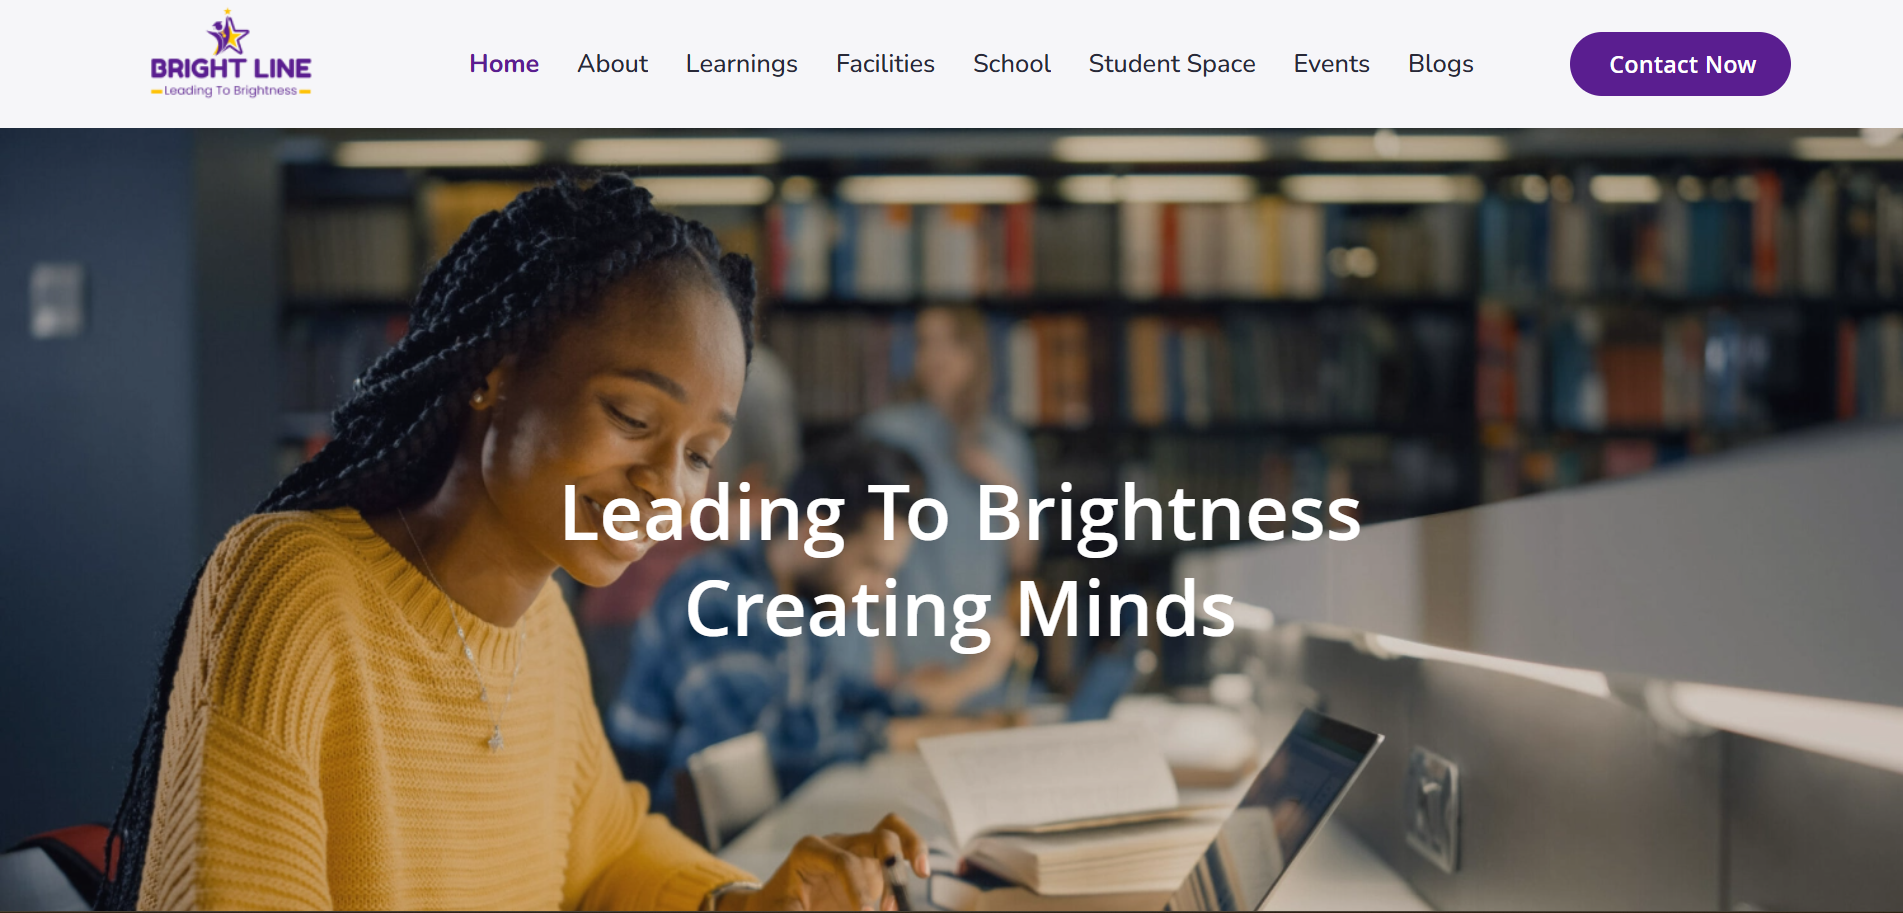 BRIGHT LINE
Leading To Brightness
Home About Learnings Facilities School Student Space Events Blogs Contact Now
Leading To Brightness
Creating Minds